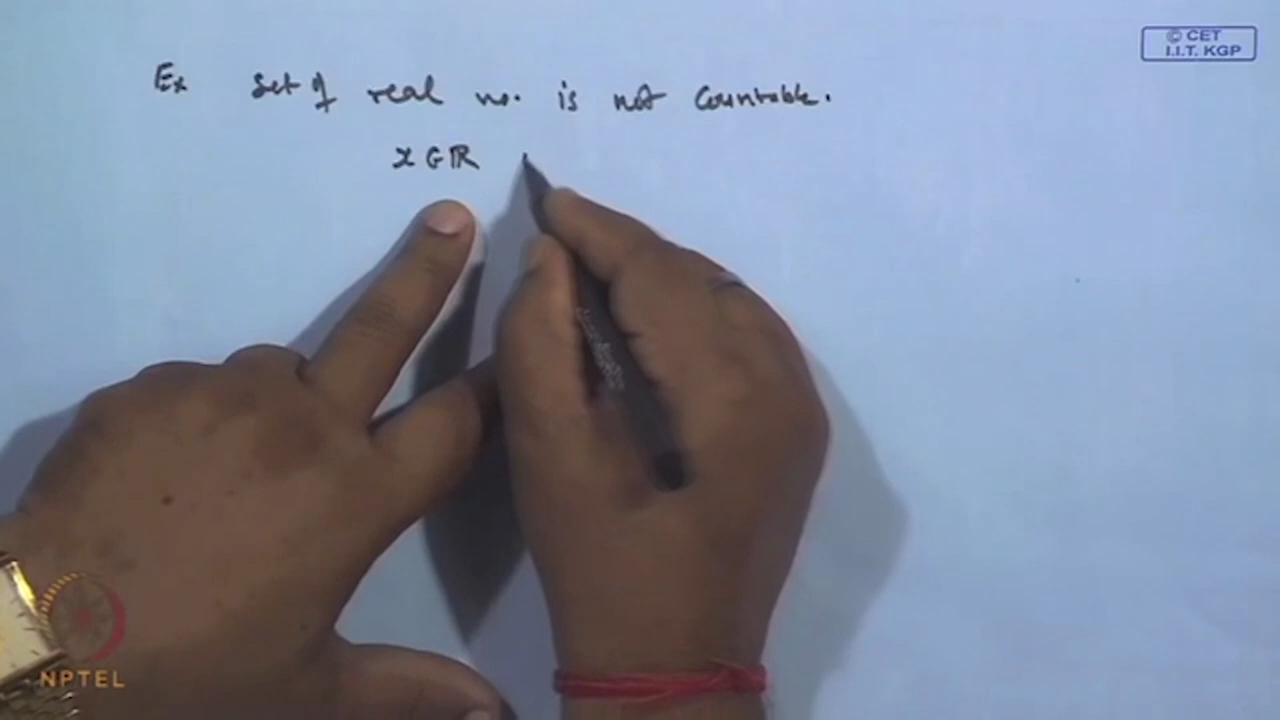 © CET
I.I.T. KGP
Ex Set of real no. is not Countable.
x ∈ ℝ
NPTEL